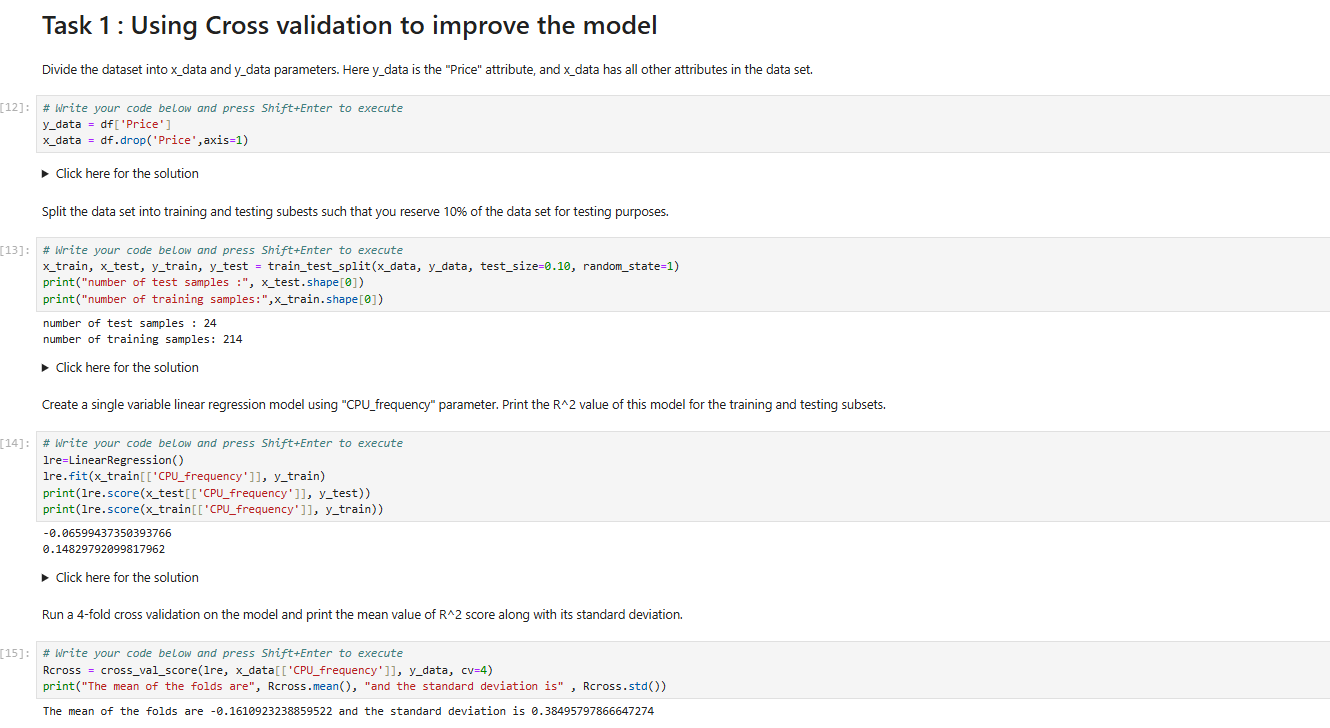 Task 1 : Using Cross validation to improve the model
Divide the dataset into x_data and y_data parameters. Here y_data is the "Price" attribute, and x_data has all other attributes in the data set.
[12]: # Write your code below and press Shift+Enter to execute
y_data = df['Price']
x_data = df.drop('Price',axis=1)
▶ Click here for the solution
Split the data set into training and testing subests such that you reserve 10% of the data set for testing purposes.
[13]: # Write your code below and press Shift+Enter to execute
x_train, x_test, y_train, y_test = train_test_split(x_data, y_data, test_size=0.10, random_state=1)
print("number of test samples :", x_test.shape[0])
print("number of training samples:",x_train.shape[0])
number of test samples : 24
number of training samples: 214
▶ Click here for the solution
Create a single variable linear regression model using "CPU_frequency" parameter. Print the R^2 value of this model for the training and testing subsets.
[14]: # Write your code below and press Shift+Enter to execute
lre=LinearRegression()
lre.fit(x_train[['CPU_frequency']], y_train)
print(lre.score(x_test[['CPU_frequency']], y_test))
print(lre.score(x_train[['CPU_frequency']], y_train))
-0.06599437350393766
0.14829792099817962
▶ Click here for the solution
Run a 4-fold cross validation on the model and print the mean value of R^2 score along with its standard deviation.
[15]: # Write your code below and press Shift+Enter to execute
Rcross = cross_val_score(lre, x_data[['CPU_frequency']], y_data, cv=4)
print("The mean of the folds are", Rcross.mean(), "and the standard deviation is" , Rcross.std())
The mean of the folds are -0.1610923238859522 and the standard deviation is 0.38495797866647274